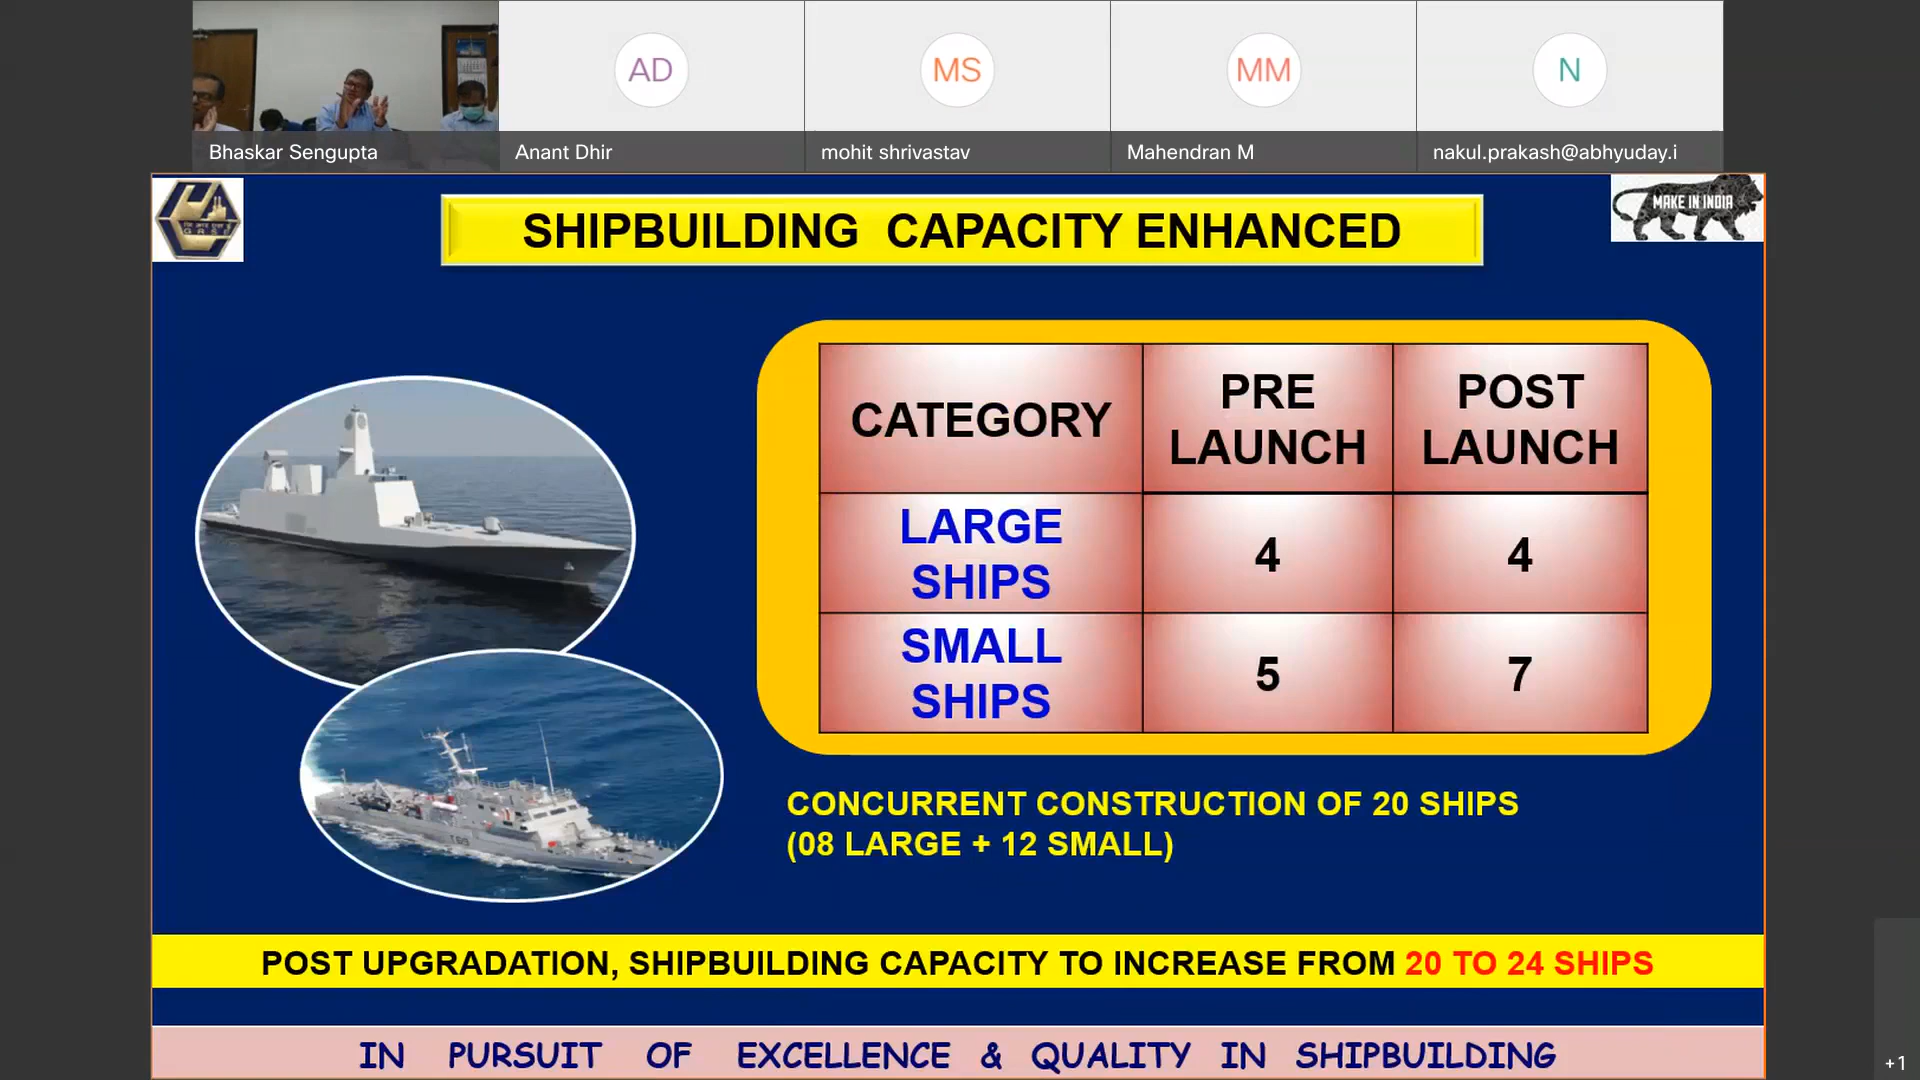 AD
MS
MM
N
Bhaskar Sengupta
Anant Dhir
mohit shrivastav
Mahendran M
nakul.prakash@abhyuday.i
GRSE
MAKE IN INDIA
SHIPBUILDING CAPACITY ENHANCED
CATEGORY
PRE
LAUNCH
POST
LAUNCH
LARGE
SHIPS
4
4
SMALL
SHIPS
5
7
CONCURRENT CONSTRUCTION OF 20 SHIPS
(08 LARGE + 12 SMALL)
POST UPGRADATION, SHIPBUILDING CAPACITY TO INCREASE FROM 20 TO 24 SHIPS
IN PURSUIT OF EXCELLENCE & QUALITY IN SHIPBUILDING
+1